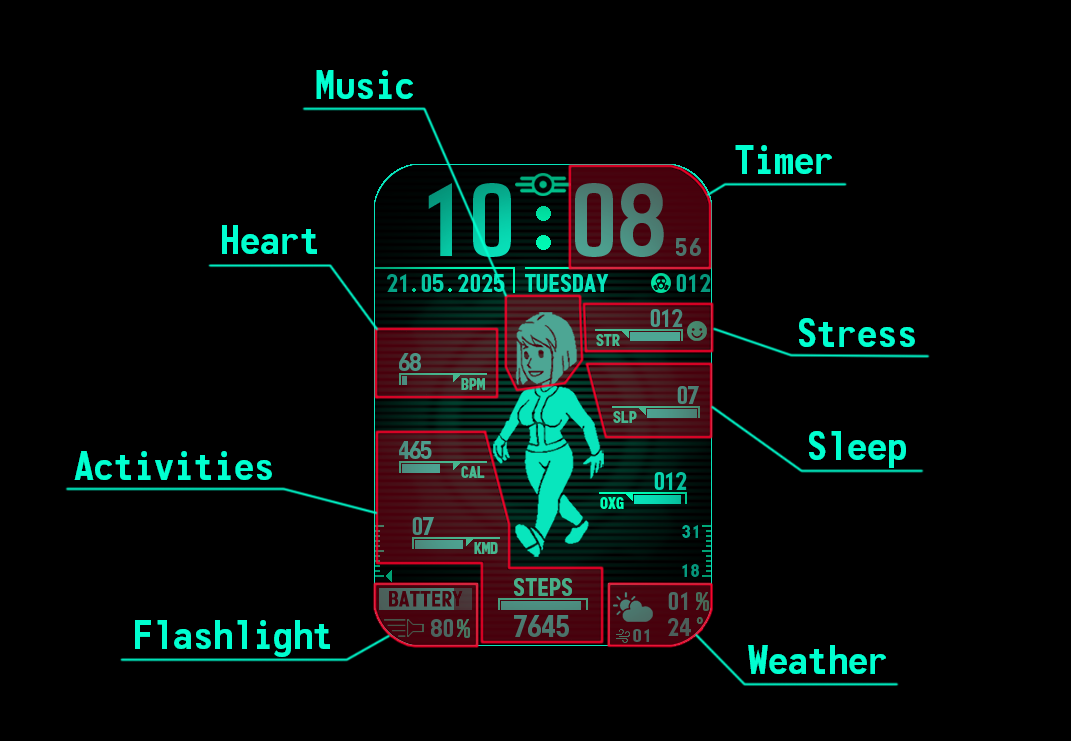 Music
Timer
10:08
56
Heart
21.05.2025
TUESDAY
012
012
STR
Stress
68
BPM
07
SLP
Sleep
465
CAL
Activities
012
OXG
07
KMD
31
18
STEPS
7645
BATTERY
80%
01 %
24°
01
Flashlight
Weather